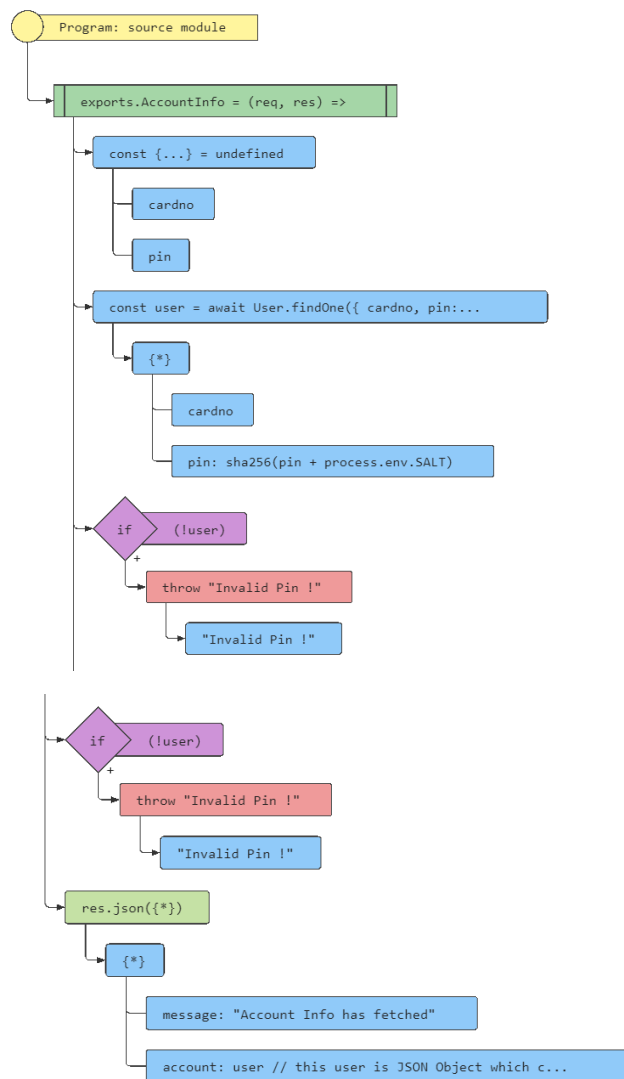 Program: source module
exports.AccountInfo = (req, res) =>
const {...} = undefined
cardno
pin
const user = await User.findOne({ cardno, pin:...
{*}
cardno
pin: sha256(pin + process.env.SALT)
if (!user)
+
throw "Invalid Pin !"
"Invalid Pin !"
if (!user)
+
throw "Invalid Pin !"
"Invalid Pin !"
res.json({*})
{*}
message: "Account Info has fetched"
account: user // this user is JSON Object which c...